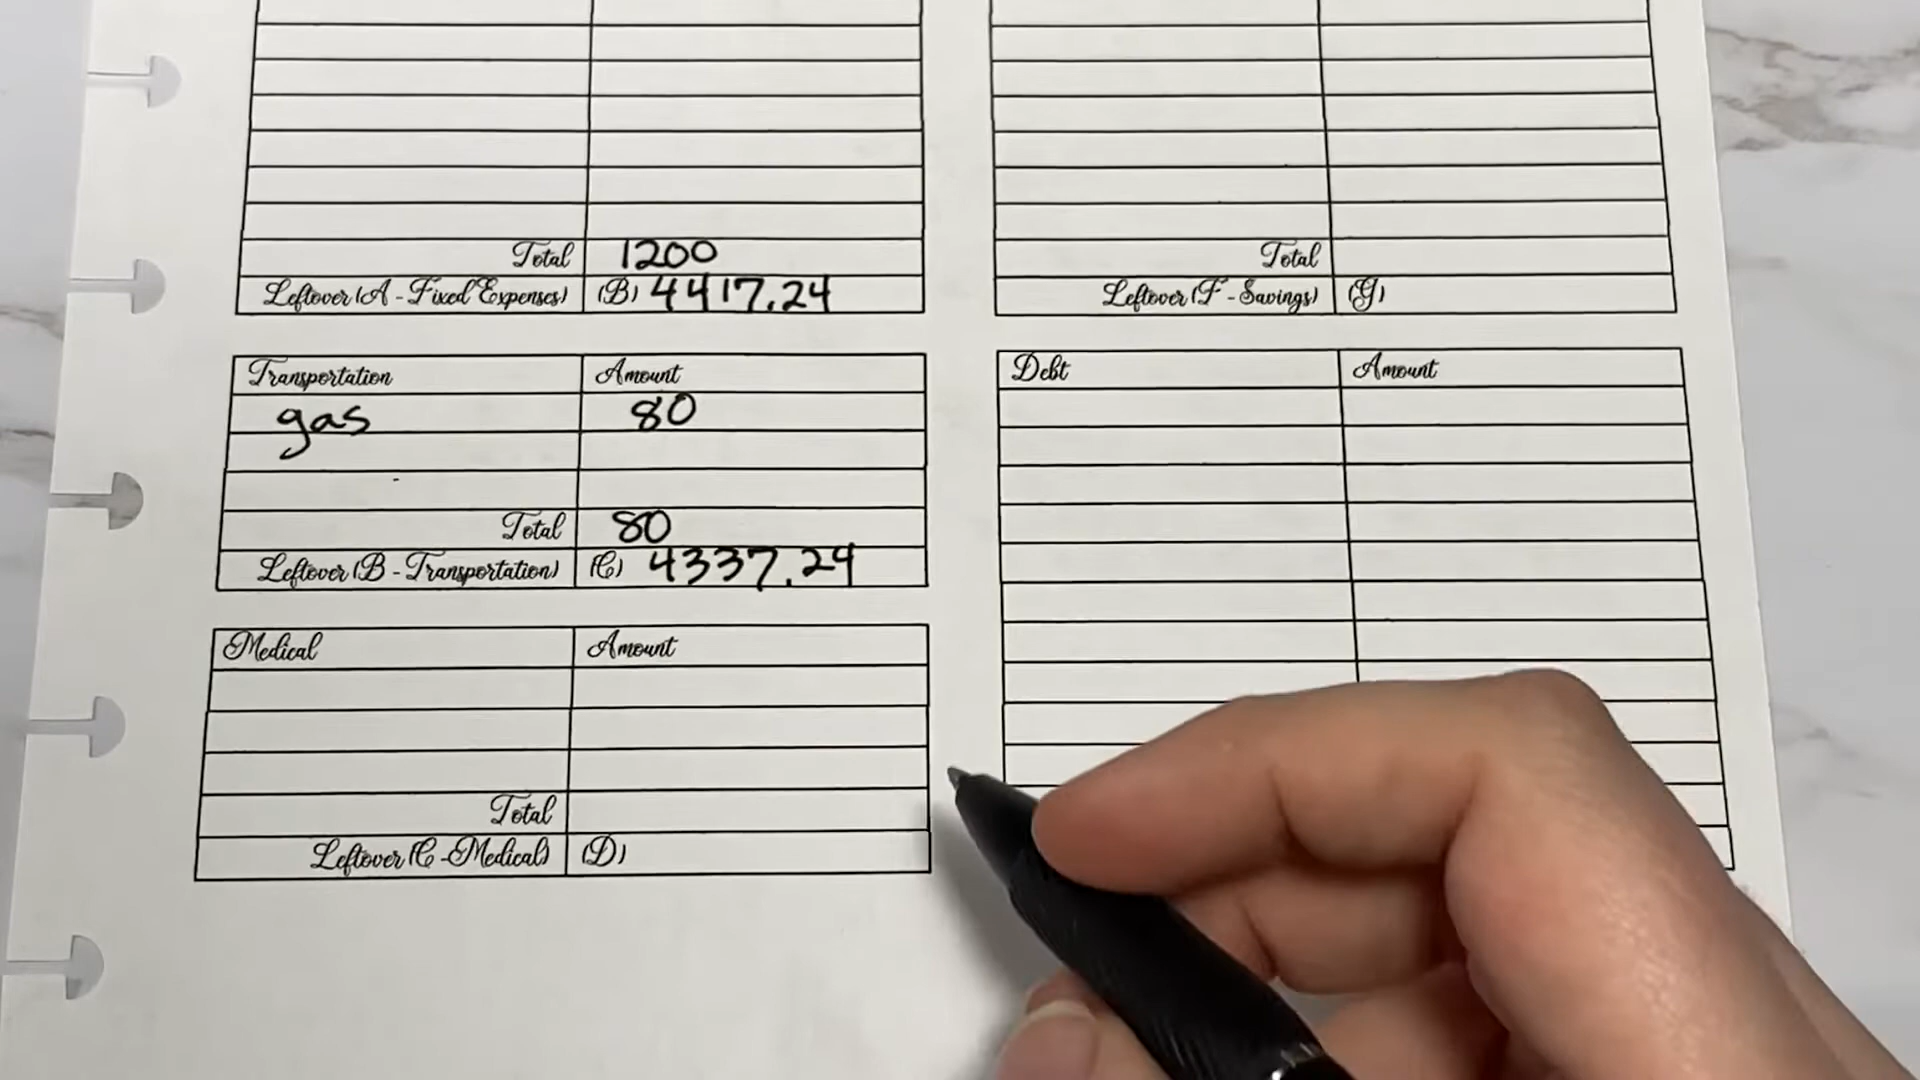 Total 1200
Leftover (A - Fixed Expenses) (B) 4417.24
Transportation Amount
gas 80
Total 80
Leftover (B - Transportation) (C) 4337.24
Medical Amount
Total
Leftover (C - Medical) (D)
Total
Leftover (F - Savings) (G)
Debt Amount